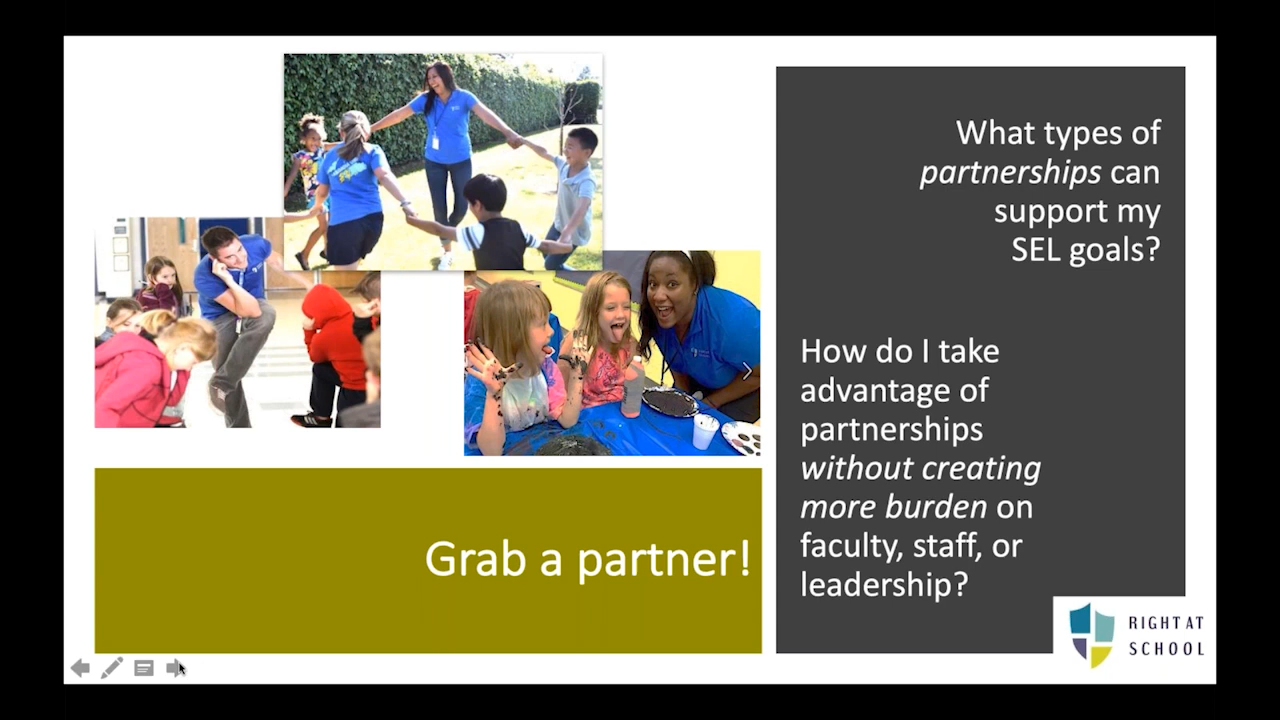 What types of
partnerships can
support my
SEL goals?
How do I take
advantage of
partnerships
without creating
more burden on
faculty, staff, or
leadership?
Grab a partner!
RIGHT AT
SCHOOL